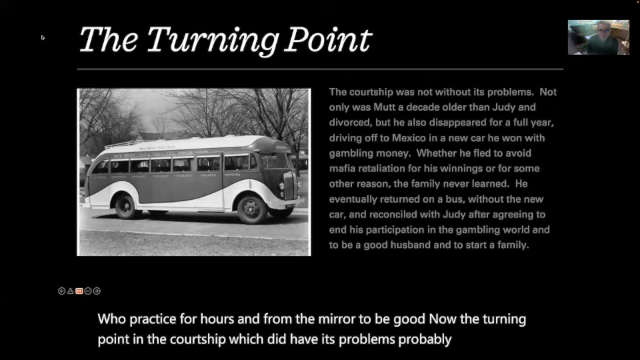 The Turning Point
The courtship was not without its problems.  Not
only was Mutt a decade older than Judy and
divorced, but he also disappeared for a full year,
driving off to Mexico in a new car he won with
gambling money.  Whether he fled to avoid
mafia retaliation for his winnings or for some
other reason, the family never learned.  He
eventually returned on a bus, without the new
car, and reconciled with Judy after agreeing to
end his participation in the gambling world and
to be a good husband and to start a family.
Who practice for hours and from the mirror to be good Now the turning
point in the courtship which did have its problems probably